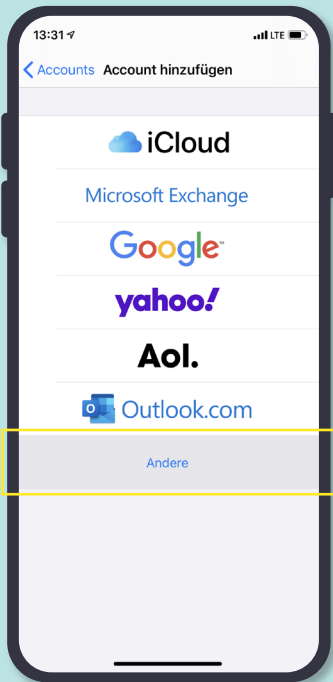 13:31 LTE
Accounts Account hinzufügen
iCloud
Microsoft Exchange
Google
yahoo!
Aol.
Outlook.com
Andere